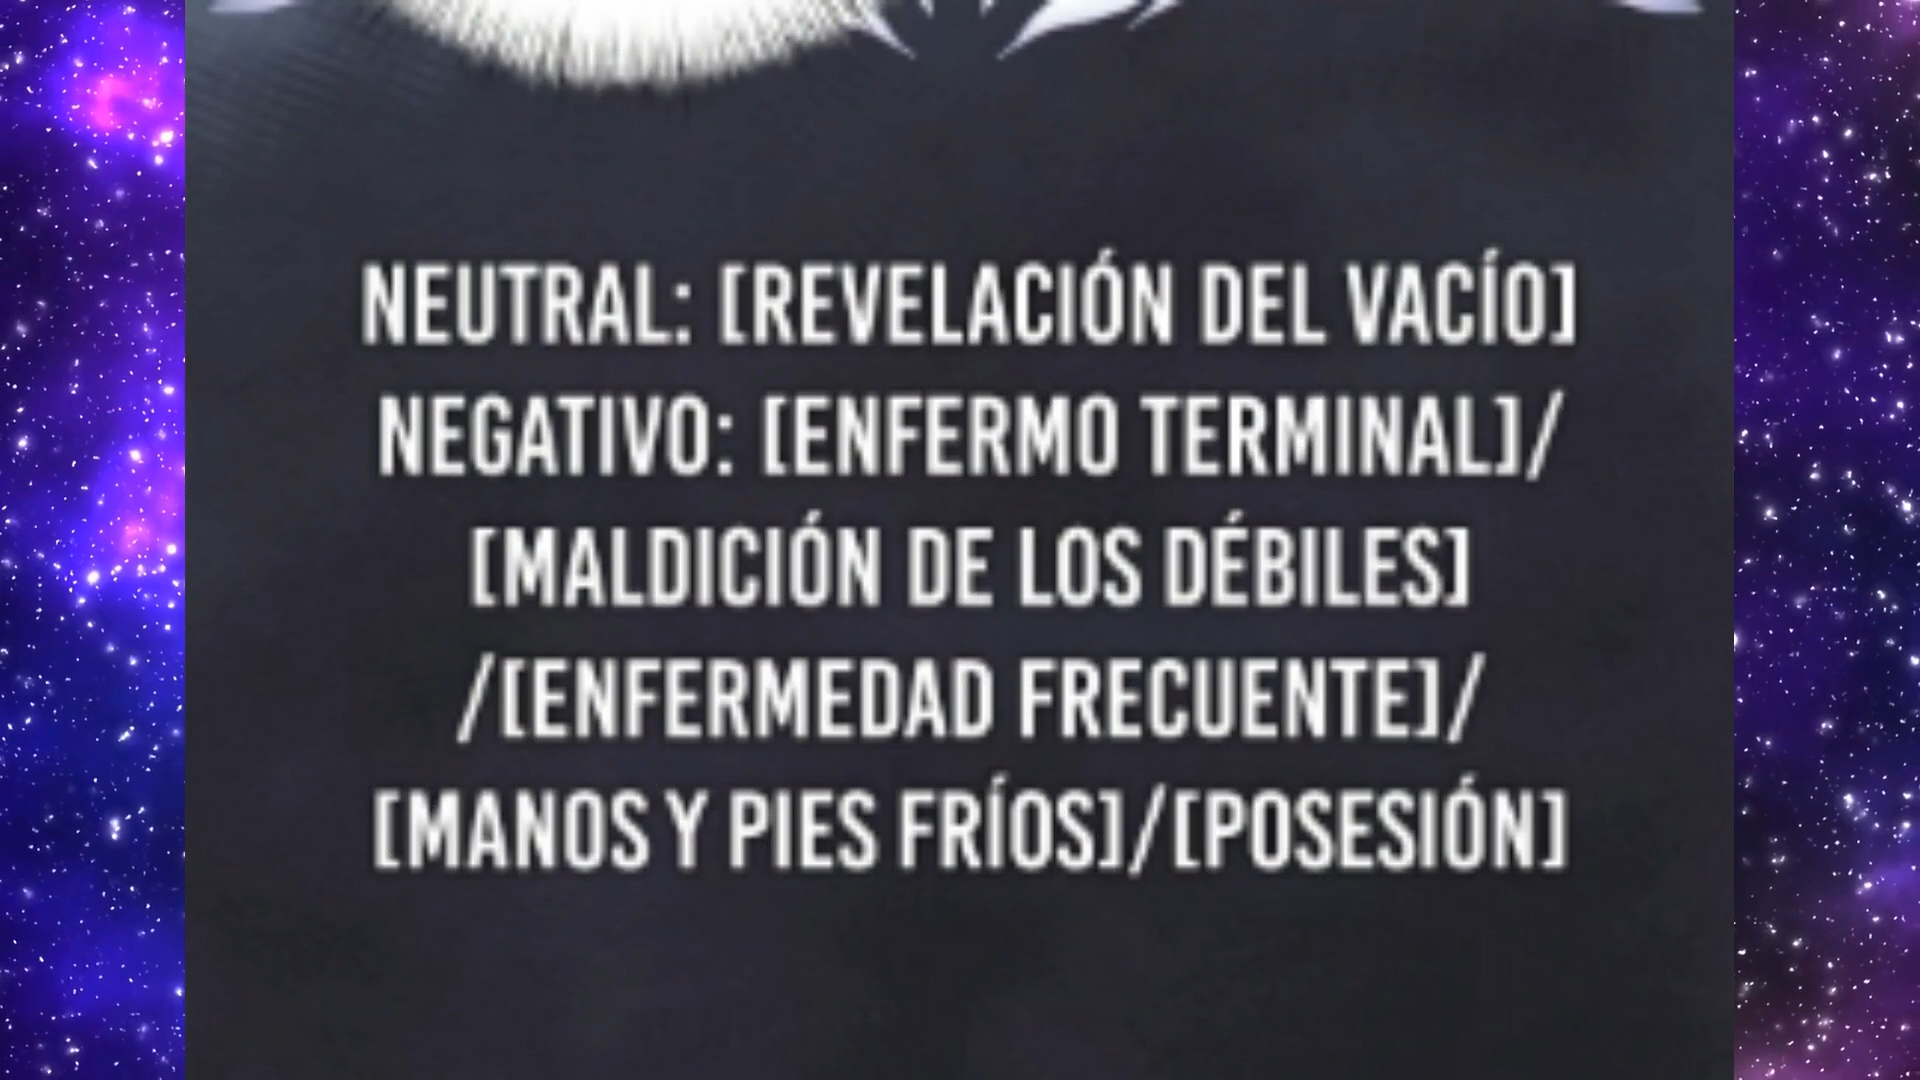 NEUTRAL: [REVELACIÓN DEL VACÍO]
NEGATIVO: [ENFERMO TERMINAL]/
[MALDICIÓN DE LOS DÉBILES]
/[ENFERMEDAD FRECUENTE]/
[MANOS Y PIES FRÍOS]/[POSESIÓN]